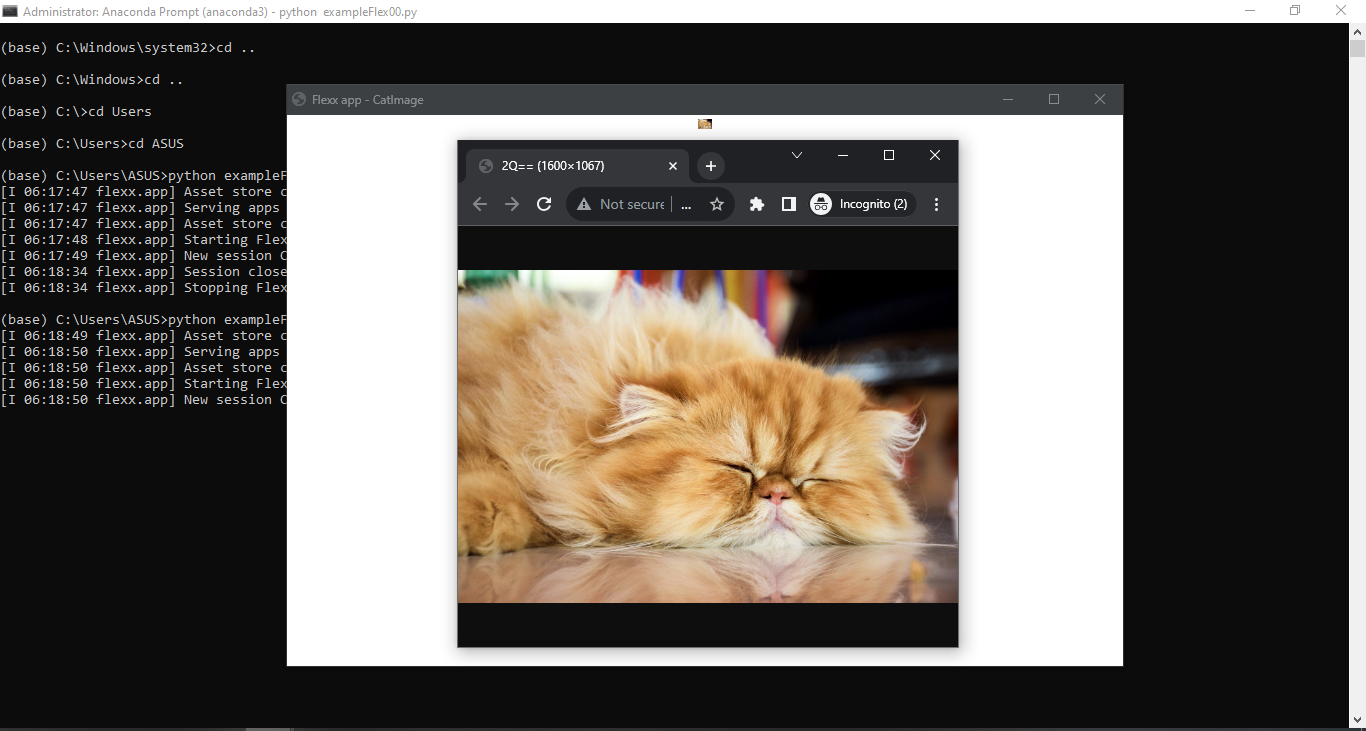 Administrator: Anaconda Prompt (anaconda3) - python exampleFlex00.py
(base) C:\Windows\system32>cd ..
(base) C:\Windows>cd ..
(base) C:\>cd Users
(base) C:\Users>cd ASUS
(base) C:\Users\ASUS>python exampleF
[I 06:17:47 flexx.app] Asset store c
[I 06:17:47 flexx.app] Serving apps
[I 06:17:47 flexx.app] Asset store c
[I 06:17:48 flexx.app] Starting Flex
[I 06:17:49 flexx.app] New session C
[I 06:18:34 flexx.app] Session close
[I 06:18:34 flexx.app] Stopping Flex
(base) C:\Users\ASUS>python exampleF
[I 06:18:49 flexx.app] Asset store c
[I 06:18:50 flexx.app] Serving apps
[I 06:18:50 flexx.app] Asset store c
[I 06:18:50 flexx.app] Starting Flex
[I 06:18:50 flexx.app] New session C
Flexx app - CatImage
2Q== (1600×1067)
Not secure ... Incognito (2)